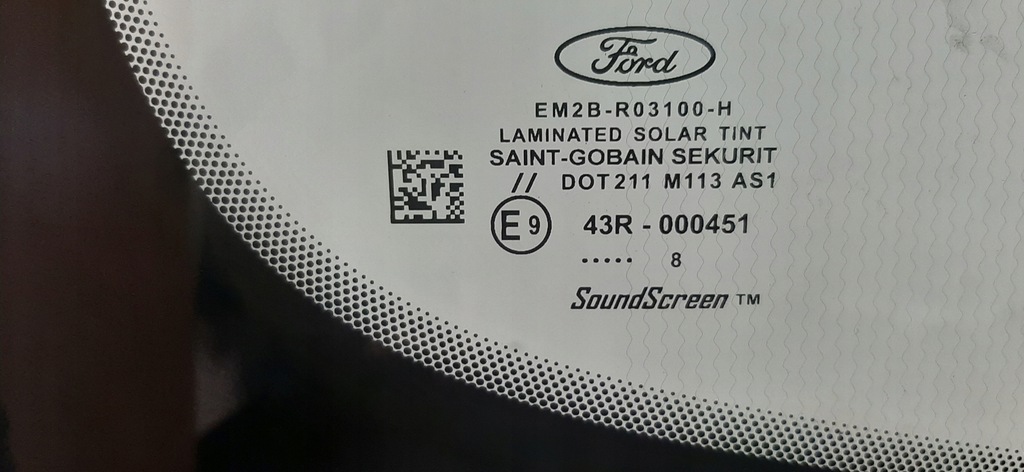 Ford
EM2B-R03100-H
LAMINATED SOLAR TINT
SAINT-GOBAIN SEKURIT
// DOT211 M113 AS1
E9 43R - 000451
..... 8
SoundScreen TM